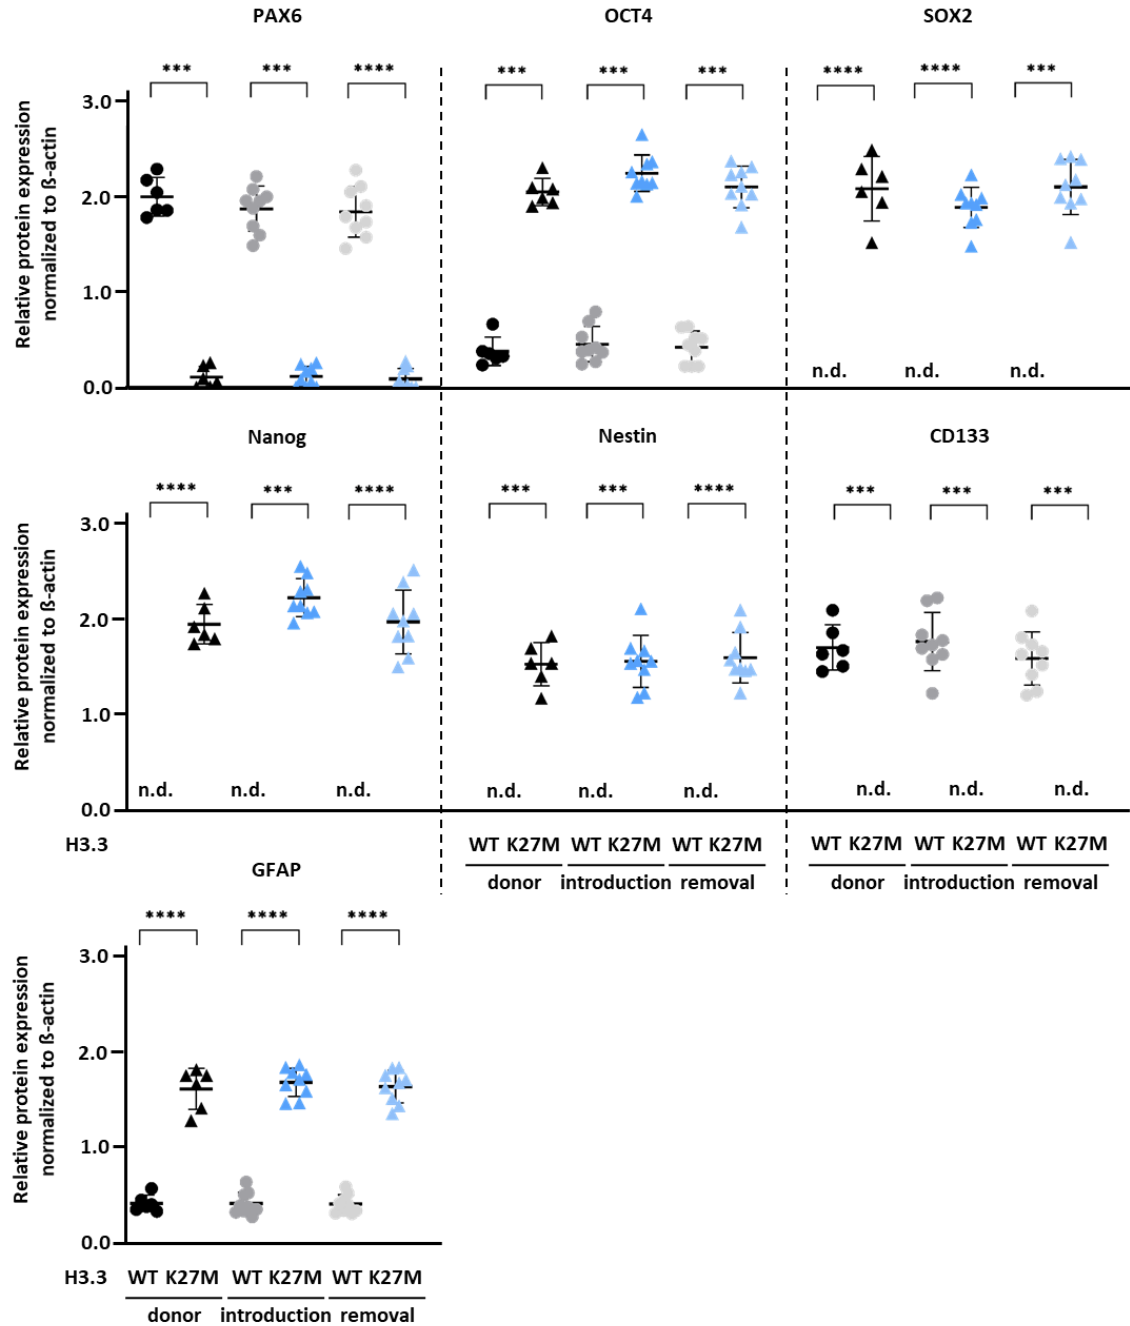 PAX6 OCT4 SOX2
*** *** **** *** *** *** **** **** ***
Relative protein expression
normalized to ß-actin
3.0
2.0
1.0
0.0
n.d. n.d. n.d.
Nanog Nestin CD133
**** *** **** *** *** **** *** *** ***
Relative protein expression
normalized to ß-actin
3.0
2.0
1.0
0.0
n.d. n.d. n.d. n.d. n.d. n.d. n.d. n.d. n.d.
H3.3 WT K27M WT K27M WT K27M WT K27M WT K27M WT K27M
donor introduction removal donor introduction removal
GFAP
**** **** ****
Relative protein expression
normalized to ß-actin
3.0
2.0
1.0
0.0
H3.3 WT K27M WT K27M WT K27M
donor introduction removal